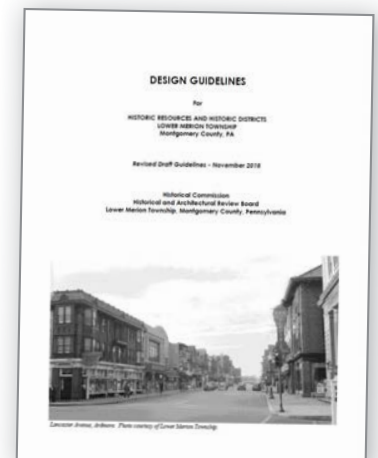 DESIGN GUIDELINES
For
HISTORIC RESOURCES AND HISTORIC DISTRICTS
LOWER MERION TOWNSHIP
Montgomery County, PA
Revised Draft Guidelines - November 2016
Historical Commission
Historical and Architectural Review Board
Lower Merion Township, Montgomery County, Pennsylvania
Lancaster Avenue, Ardmore. Photo courtesy of Lower Merion Township.